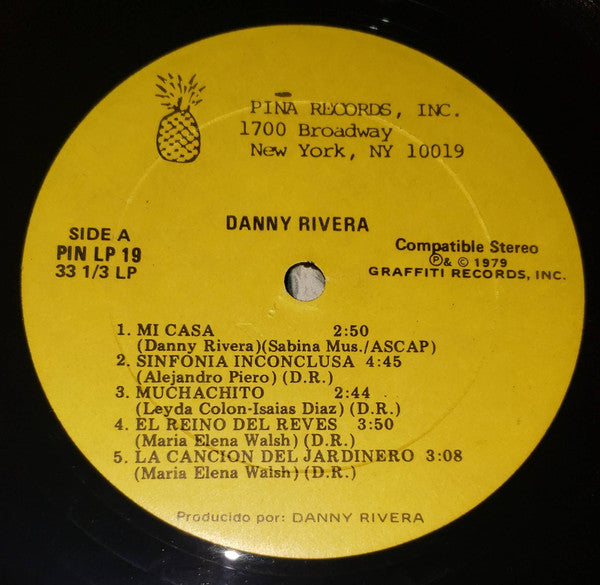 PIÑA RECORDS, INC.
1700 Broadway
New York, NY 10019
DANNY RIVERA
SIDE A
PIN LP 19
33 1/3 LP
Compatible Stereo
℗& © 1979
GRAFFITI RECORDS, INC.
1. MI CASA 2:50
(Danny Rivera)(Sabina Mus./ASCAP)
2. SINFONIA INCONCLUSA 4:45
(Alejandro Piero) (D.R.)
3. MUCHACHITO 2:44
(Leyda Colon-Isaias Diaz) (D.R.)
4. EL REINO DEL REVES 3:50
(Maria Elena Walsh) (D.R.)
5. LA CANCION DEL JARDINERO 3:08
(Maria Elena Walsh) (D.R.)
Producido por: DANNY RIVERA